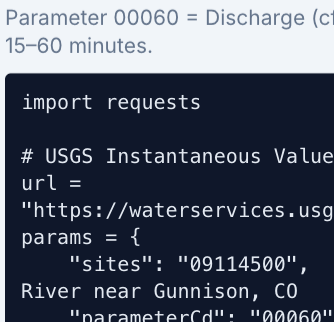 Parameter 00060 = Discharge (cf
15–60 minutes.
import requests
# USGS Instantaneous Value
url =
"https://waterservices.usg
params = {
"sites": "09114500",
River near Gunnison, CO
"parameterCd": "00060"